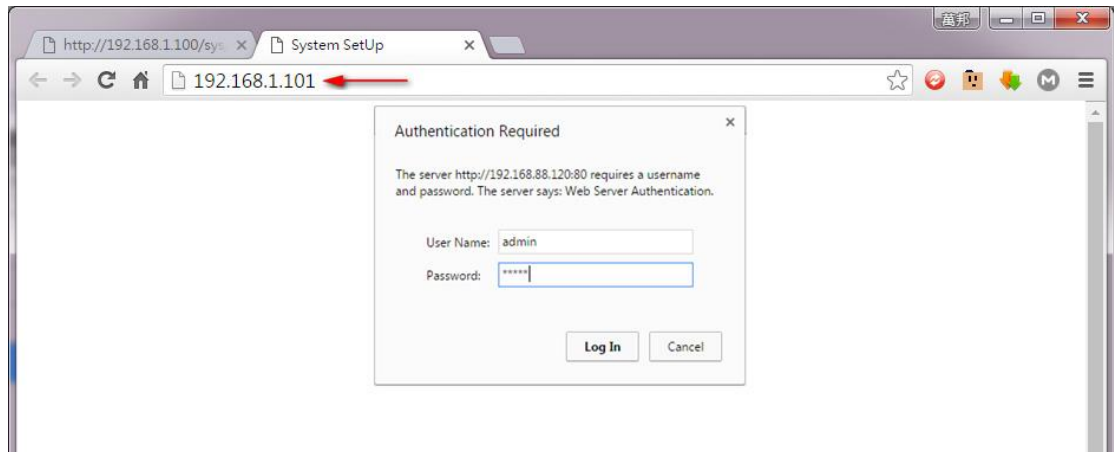 萬邦
http://192.168.1.100/sys
System SetUp
192.168.1.101
Authentication Required
The server http://192.168.88.120:80 requires a username
and password. The server says: Web Server Authentication.
User Name: admin
Password: *****
Log In Cancel